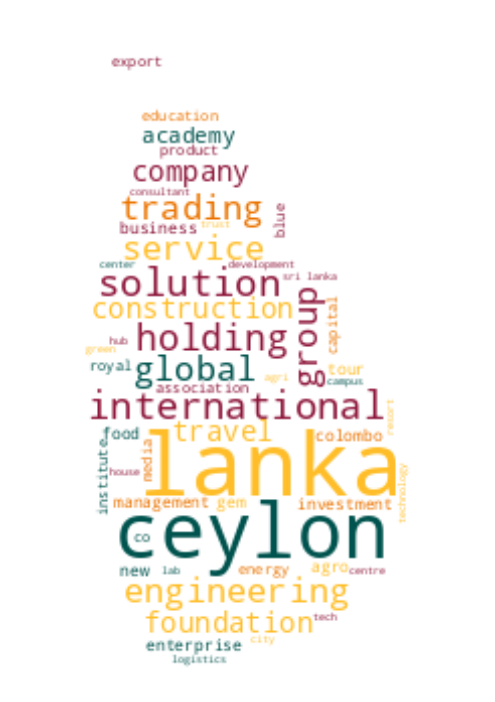 export
education
academy
product
company
consultant
trading
blue
business trust
service
center development
solution sri lanka
construction
group
capital
hub holding
green
royal global tour
agri campus
association
international
resort
travel
food colombo
institute
media
lanka
house
technology
management gem investment
ceylon
co
new lab energy agro centre
engineering
foundation tech
enterprise city
logistics